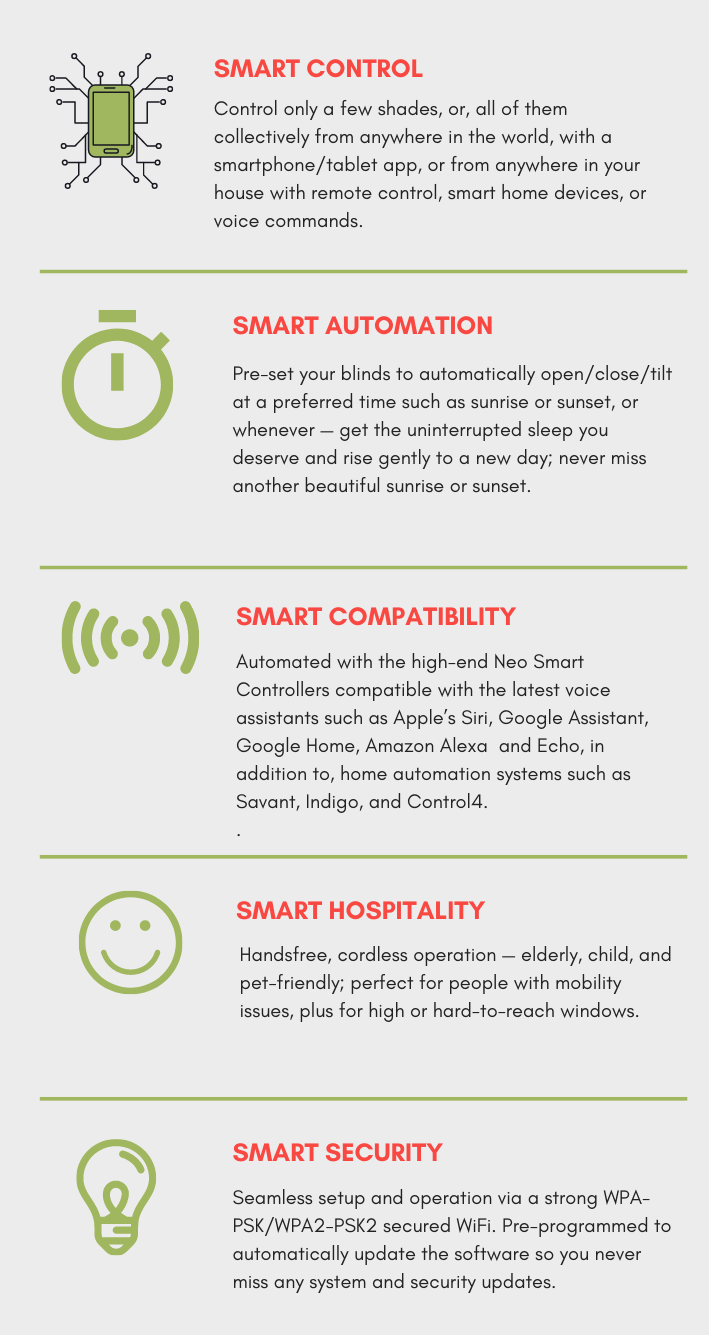 SMART CONTROL
Control only a few shades, or, all of them
collectively from anywhere in the world, with a
smartphone/tablet app, or from anywhere in your
house with remote control, smart home devices, or
voice commands.
SMART AUTOMATION
Pre-set your blinds to automatically open/close/tilt
at a preferred time such as sunrise or sunset, or
whenever — get the uninterrupted sleep you
deserve and rise gently to a new day; never miss
another beautiful sunrise or sunset.
SMART COMPATIBILITY
Automated with the high-end Neo Smart
Controllers compatible with the latest voice
assistants such as Apple’s Siri, Google Assistant,
Google Home, Amazon Alexa  and Echo, in
addition to, home automation systems such as
Savant, Indigo, and Control4.
.
SMART HOSPITALITY
Handsfree, cordless operation — elderly, child, and
pet-friendly; perfect for people with mobility
issues, plus for high or hard-to-reach windows.
SMART SECURITY
Seamless setup and operation via a strong WPA-
PSK/WPA2-PSK2 secured WiFi. Pre-programmed to
automatically update the software so you never
miss any system and security updates.